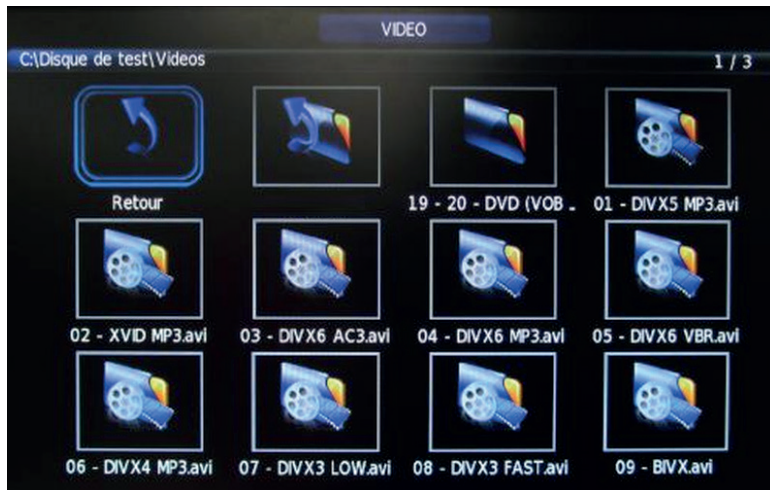 VIDEO
C:\Disque de test\Videos
1 / 3
Retour
19 - 20 - DVD (VOB _
01 - DIVX5 MP3.avi
02 - XVID MP3.avi
03 - DIVX6 AC3.avi
04 - DIVX6 MP3.avi
05 - DIVX6 VBR.avi
06 - DIVX4 MP3.avi
07 - DIVX3 LOW.avi
08 - DIVX3 FAST.avi
09 - BIVX.avi